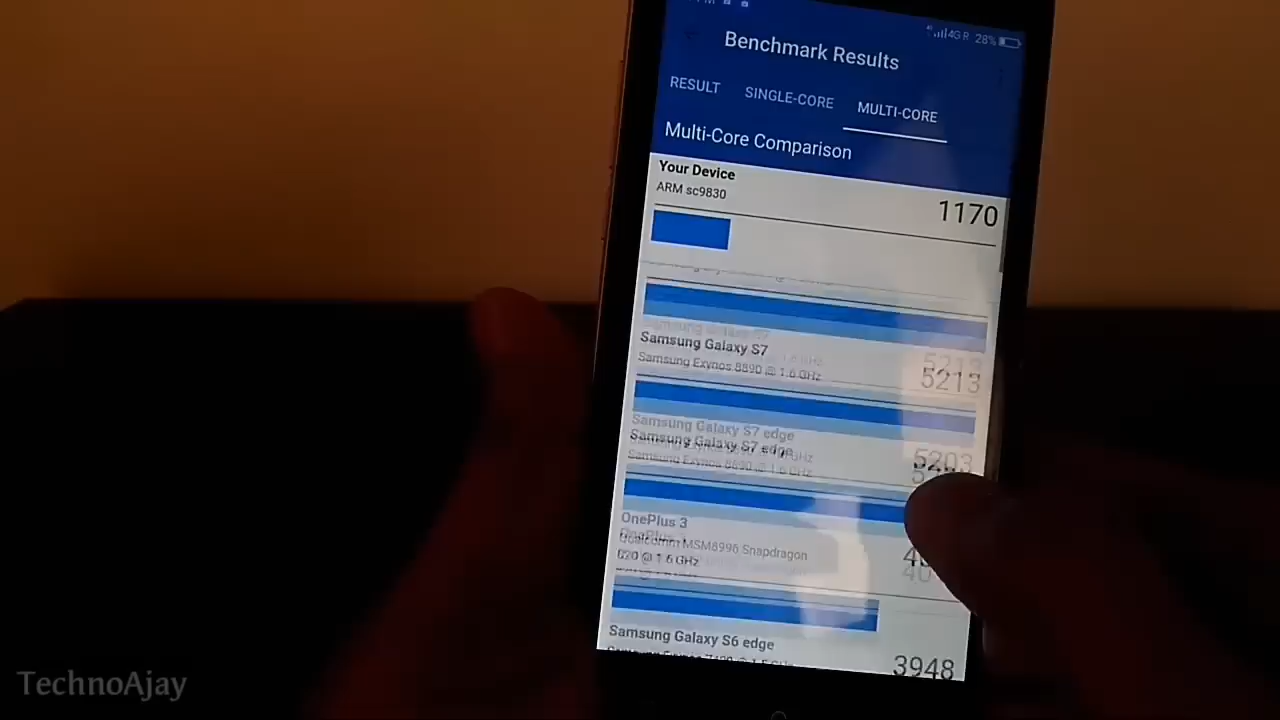 4G R 28%
Benchmark Results
RESULT SINGLE-CORE MULTI-CORE
Multi-Core Comparison
Your Device
ARM sc9830
1170
Samsung Galaxy S7
Samsung Exynos 8890 @ 1.6 GHz
5213
Samsung Galaxy S7 edge
5203
OnePlus 3
Qualcomm MSM8996 Snapdragon
820 @ 1.6 GHz
Samsung Galaxy S6 edge
3948
TechnoAjay